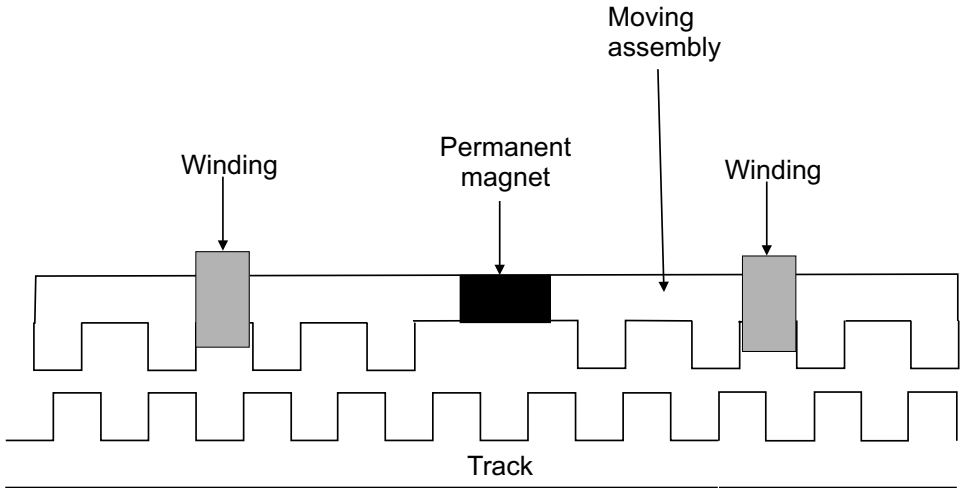 Moving
assembly
Permanent
magnet
Winding
Winding
Track